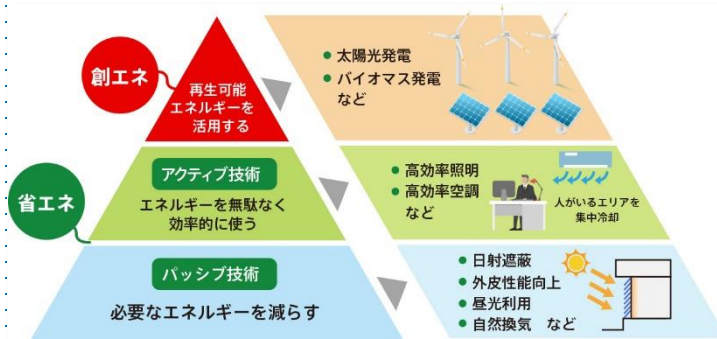 創エネ
再生可能
エネルギーを
活用する
● 太陽光発電
● バイオマス発電
など
省エネ
アクティブ技術
エネルギーを無駄なく
効率的に使う
● 高効率照明
● 高効率空調
など
人がいるエリアを
集中冷却
パッシブ技術
必要なエネルギーを減らす
● 日射遮蔽
● 外皮性能向上
● 昼光利用
● 自然換気 など